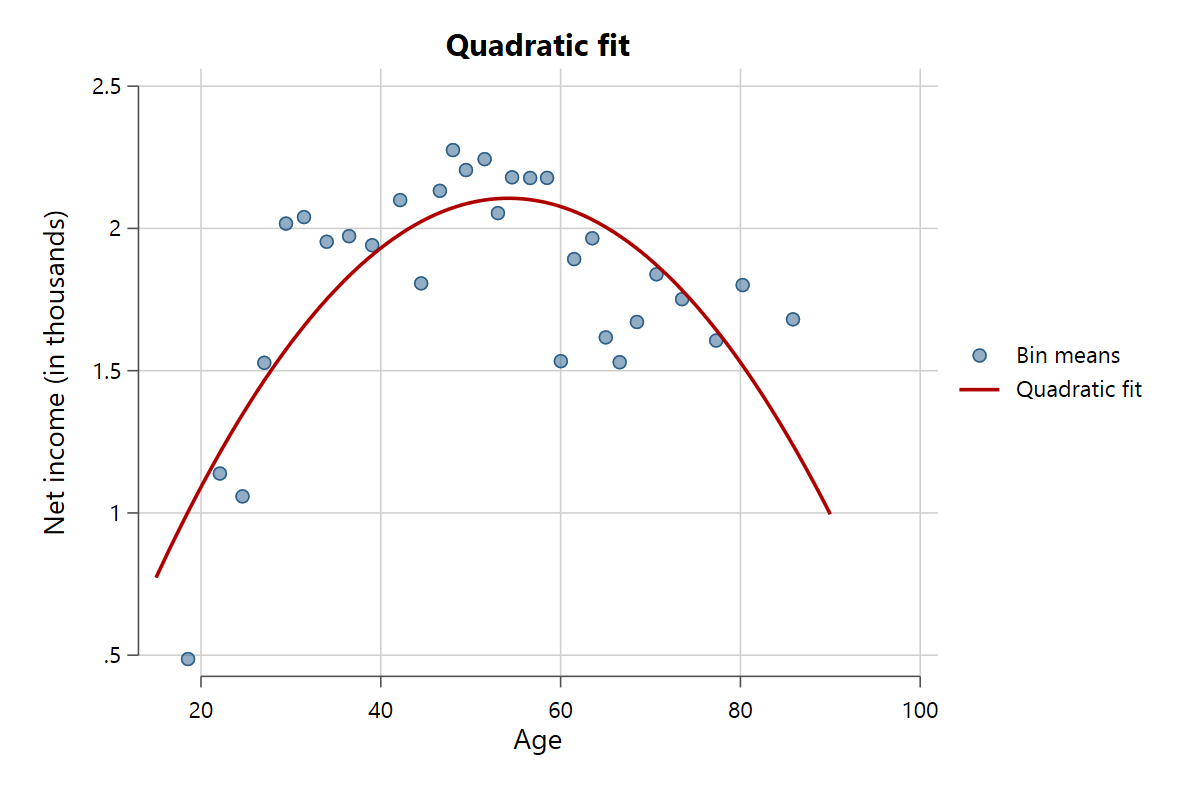 Quadratic fit
2.5
2
1.5
1
.5
Net income (in thousands)
20 40 60 80 100
Age
Bin means
Quadratic fit